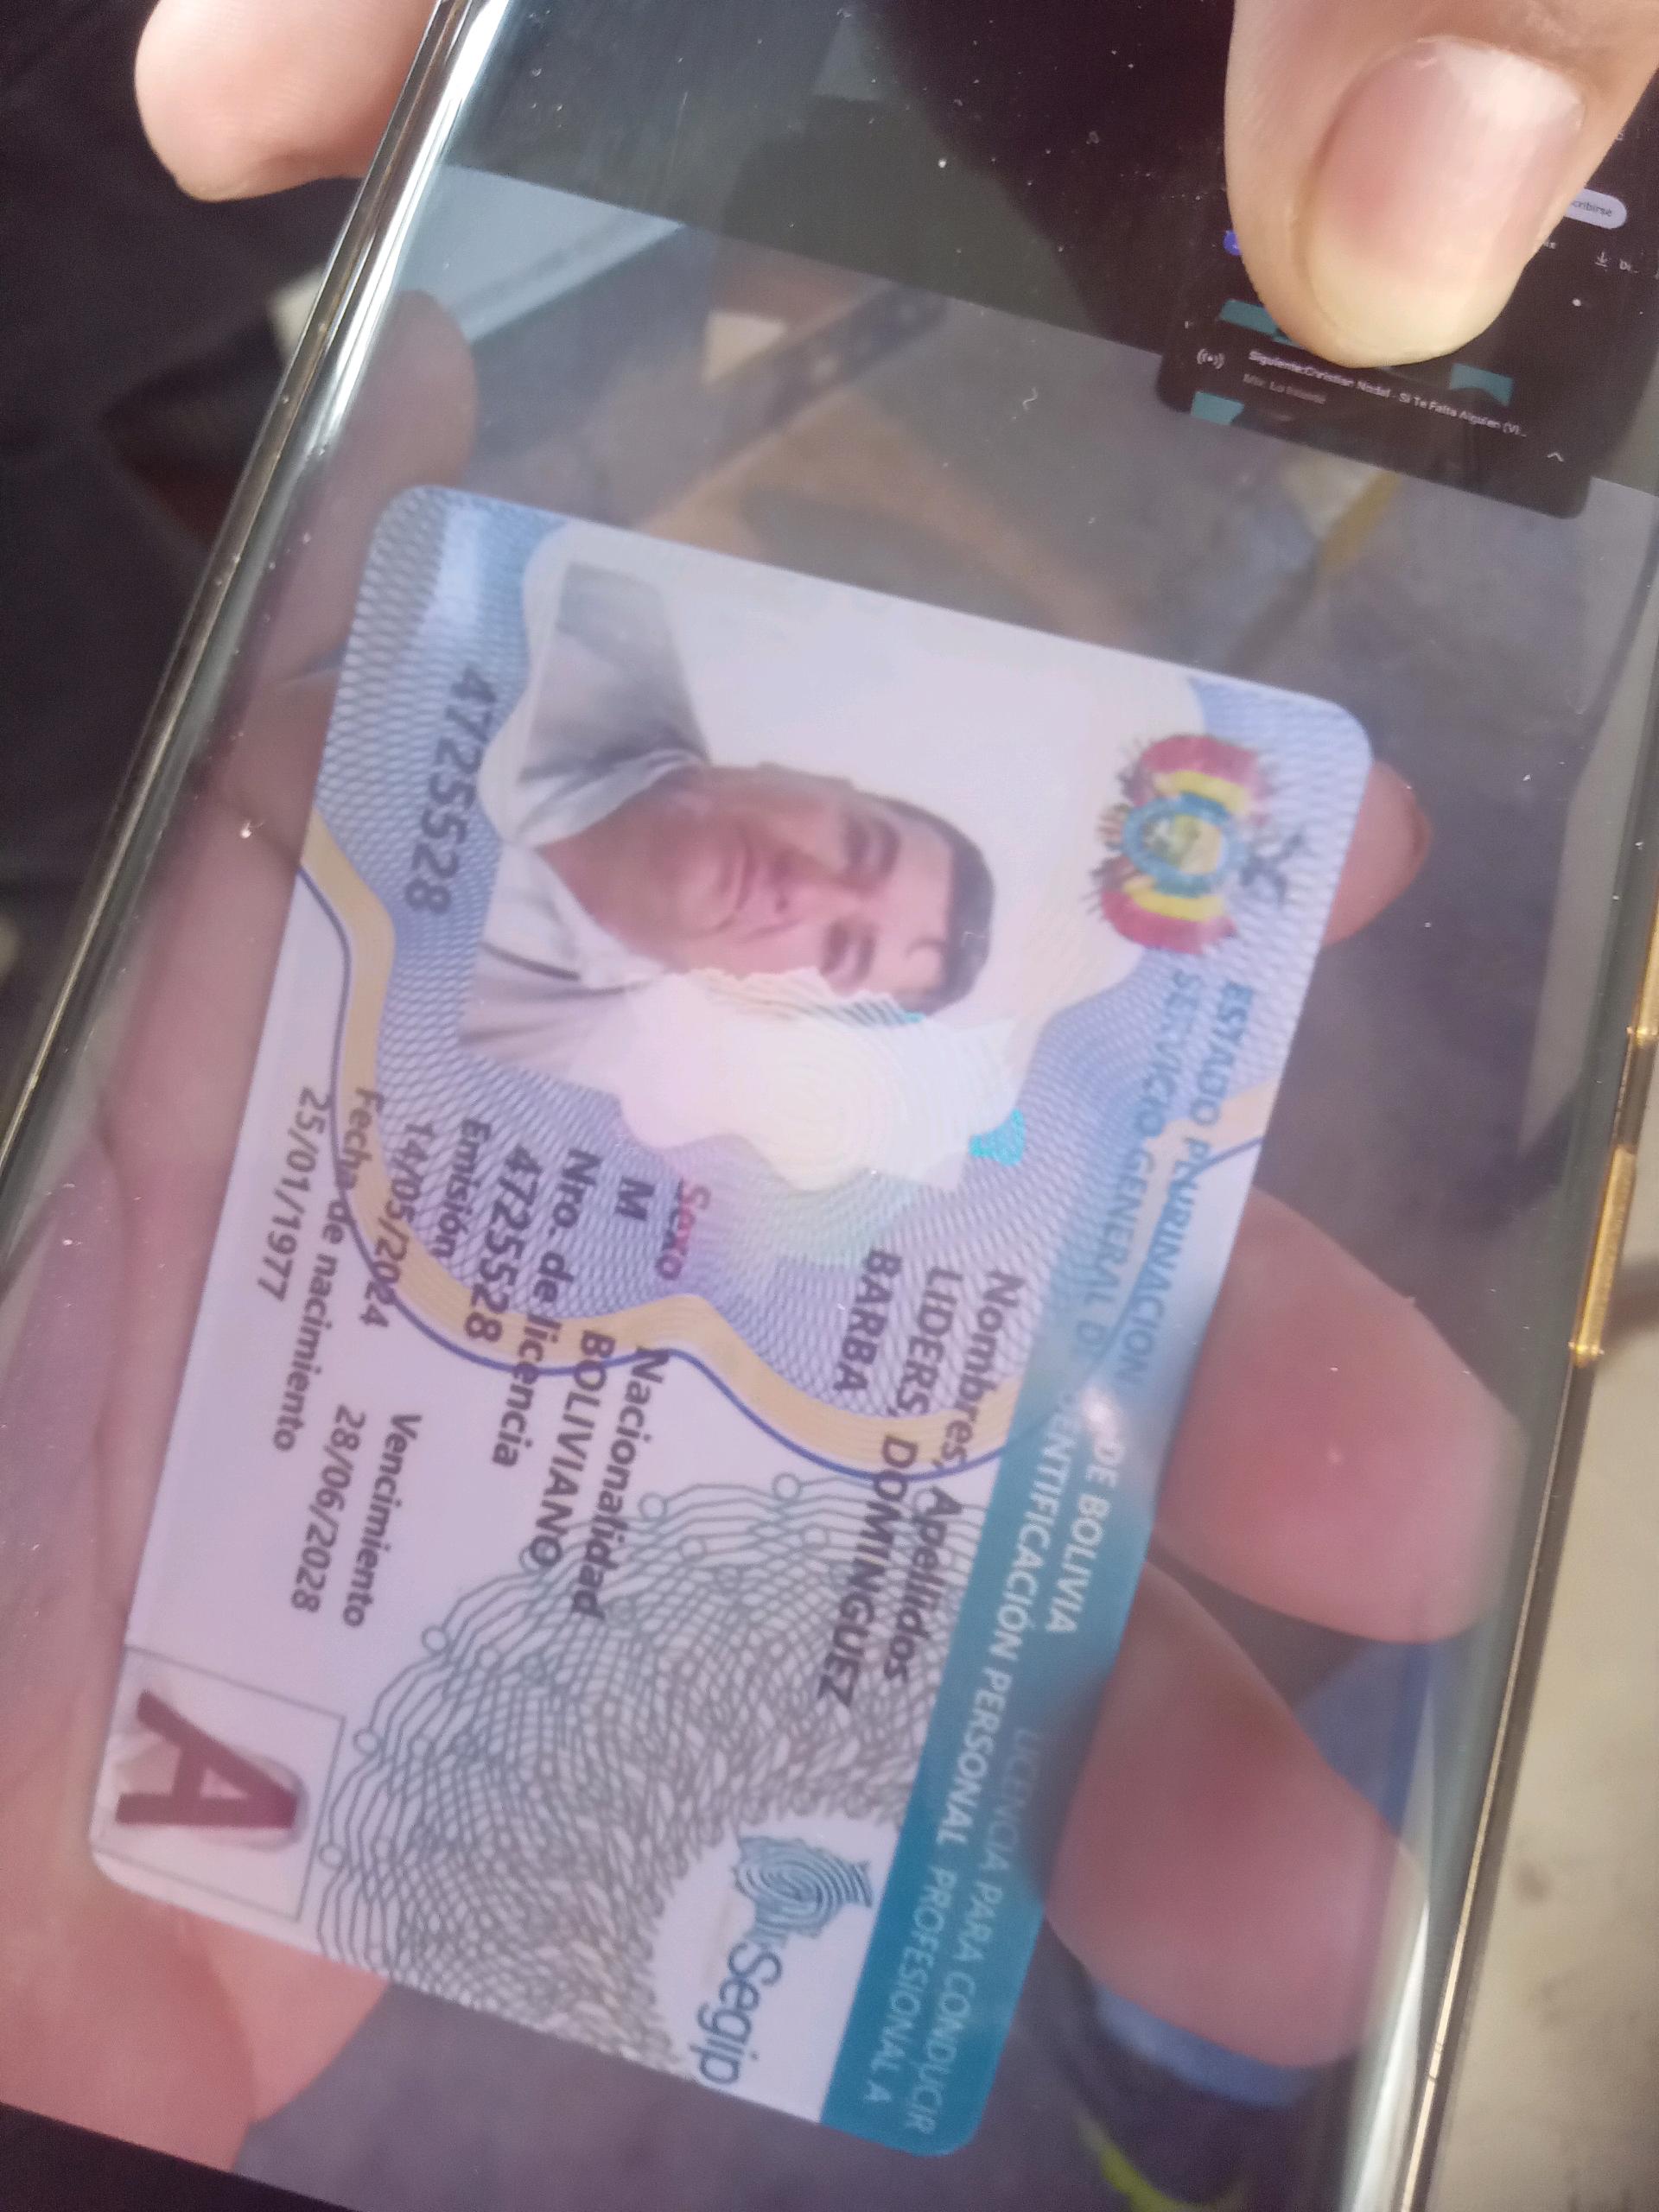 cribirse
Siguiente:Christian Nodal - Si Te Falta Alguien (Vi...
ESTADO PLURINACIONAL DE BOLIVIA
SERVICIO GENERAL DE IDENTIFICACIÓN PERSONAL
LICENCIA PARA CONDUCIR
PROFESIONAL A
Nombres, Apellidos
LIDERS, DOMINGUEZ
BARBA
Sexo
M
Nacionalidad
BOLIVIANO
Nro. de licencia
4725528
Emisión
14/05/2024
Vencimiento
28/06/2028
Fecha de nacimiento
25/01/1977
4725528
A
Segip